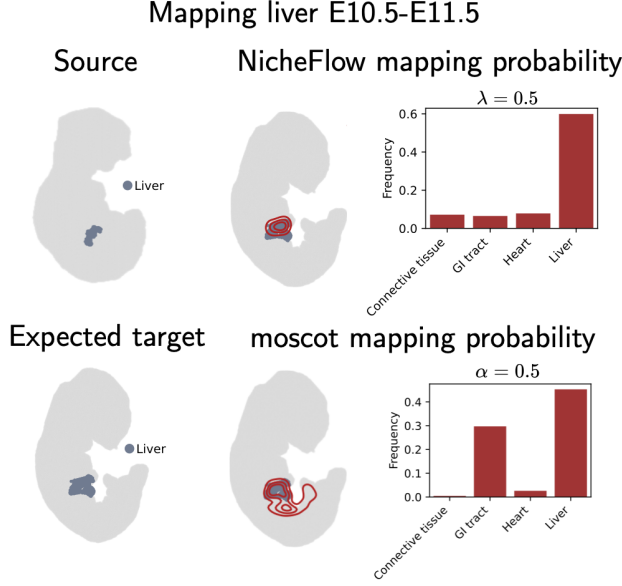 Mapping liver E10.5-E11.5
Source
NicheFlow mapping probability
Liver
λ = 0.5
Frequency
0.6
0.4
0.2
0.0
Connective tissue
GI tract
Heart
Liver
Expected target
moscot mapping probability
Liver
α = 0.5
Frequency
0.4
0.3
0.2
0.1
0.0
Connective tissue
GI tract
Heart
Liver